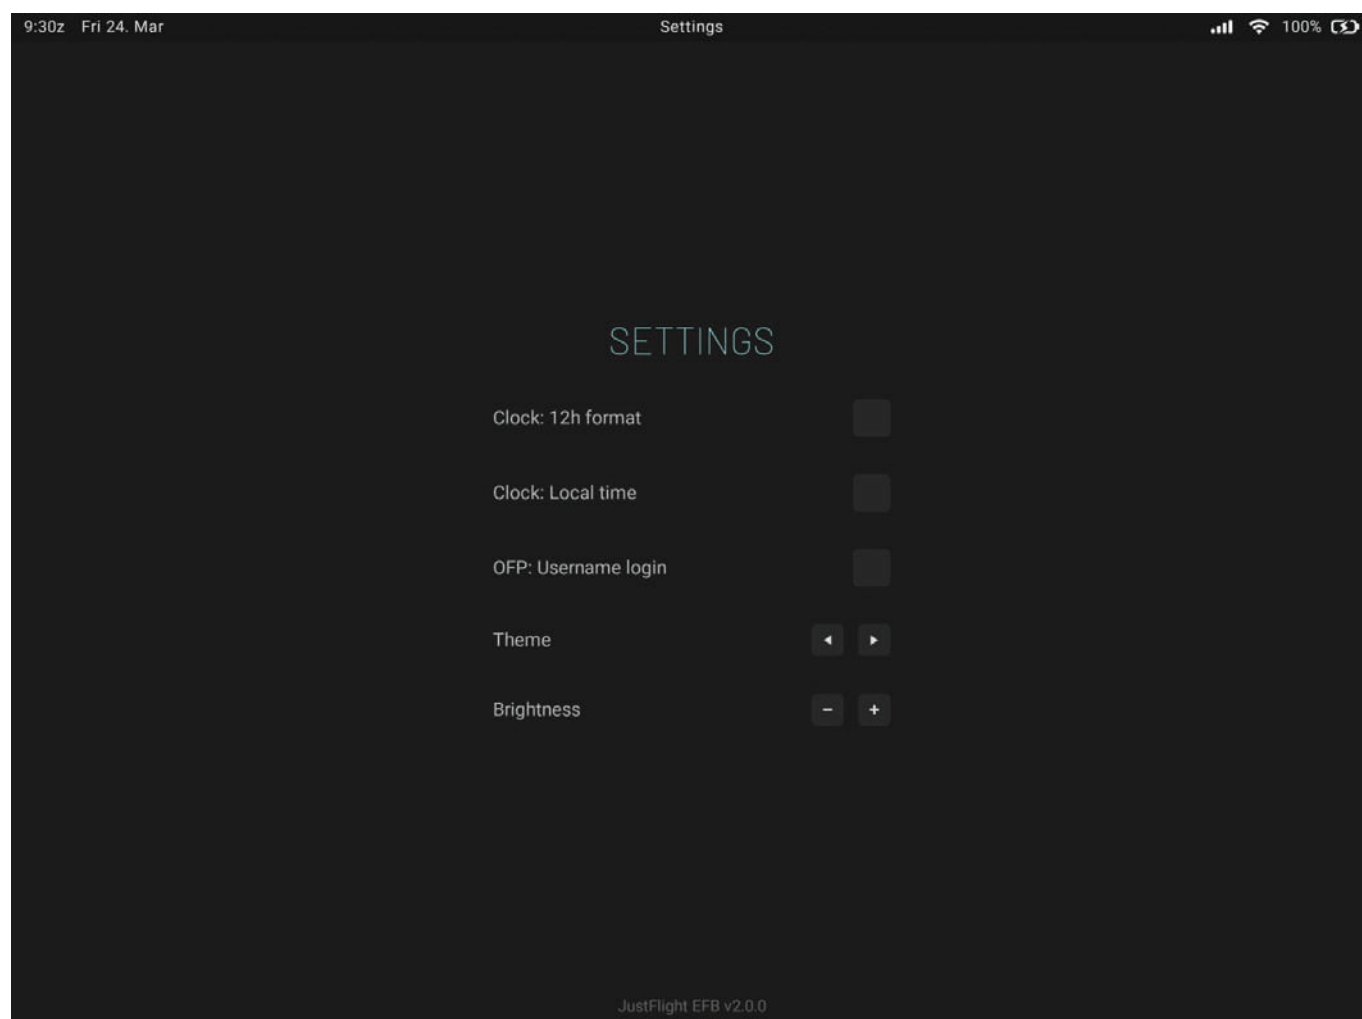 9:30z Fri 24. Mar Settings 100%
SETTINGS
Clock: 12h format
Clock: Local time
OFP: Username login
Theme
Brightness - +
JustFlight EFB v2.0.0